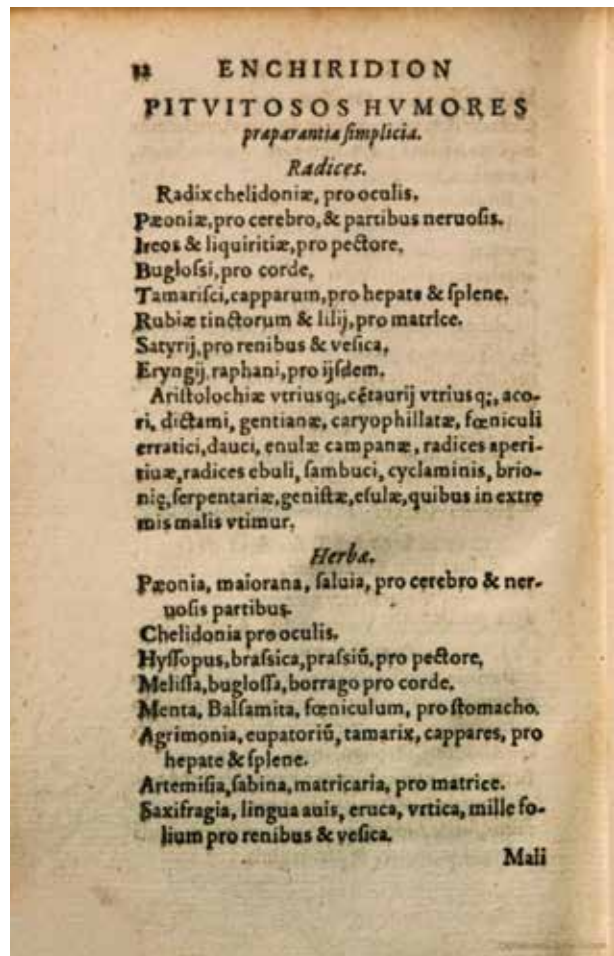 32 ENCHIRIDION
PITVITOSOS HVMORES
præparantia ſimplicia.
Radices.
Radix chelidoniæ, pro oculis.
Pæoniæ, pro cerebro, & partibus neruoſis.
Ireos & liquiritiæ, pro pectore.
Bugloſſi, pro corde.
Tamariſci, capparum, pro hepate & ſplene.
Rubiæ tinctorum & lilij, pro matrice.
Satyrij, pro renibus & veſica,
Eryngij, raphani, pro ijſdem.
Ariſtolochiæ vtriusq;, cẽtaurij vtriusq;, aco-
ri, dictami, gentianæ, caryophillatæ, fœniculi
erratici, dauci, enulæ campanæ, radices aperi-
tiuæ, radices ebuli, ſambuci, cyclaminis, brio-
nię, ſerpentariæ, geniſtæ, eſulæ, quibus in extre
mis malis vtimur.
Herbæ.
Pæonia, maiorana, ſaluia, pro cerebro & ner-
uoſis partibus.
Chelidonia pro oculis.
Hyſſopus, braſsica, praſsiũ, pro pectore,
Meliſſa, bugloſſa, borrago pro corde.
Menta, Balſamita, fœniculum, pro ſtomacho.
Agrimonia, eupatoriũ, tamarix, cappares, pro
hepate & ſplene.
Artemiſia, ſabina, matricaria, pro matrice.
Saxifragia, lingua auis, eruca, vrtica, mille fo-
lium pro renibus & veſica.
Mali